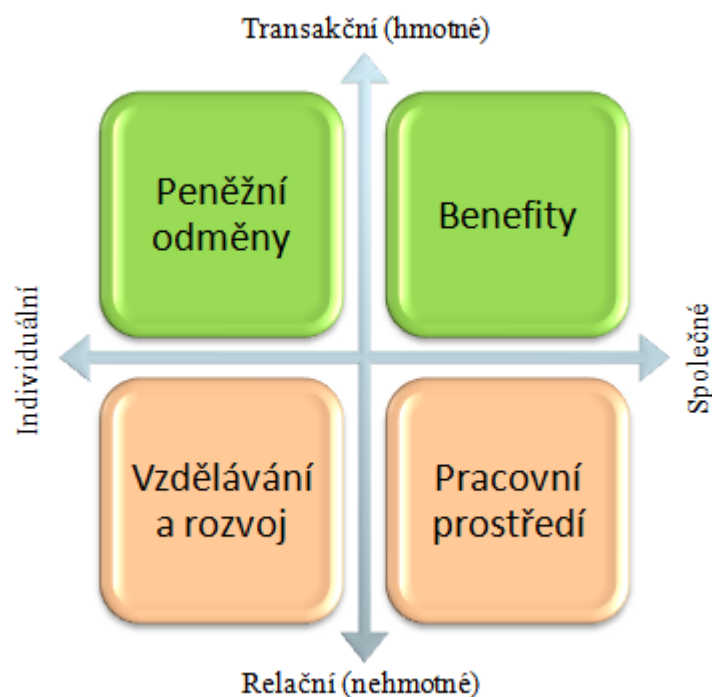 Transakční (hmotné)
Peněžní
odměny
Benefity
Individuální
Společné
Vzdělávání
a rozvoj
Pracovní
prostředí
Relační (nehmotné)